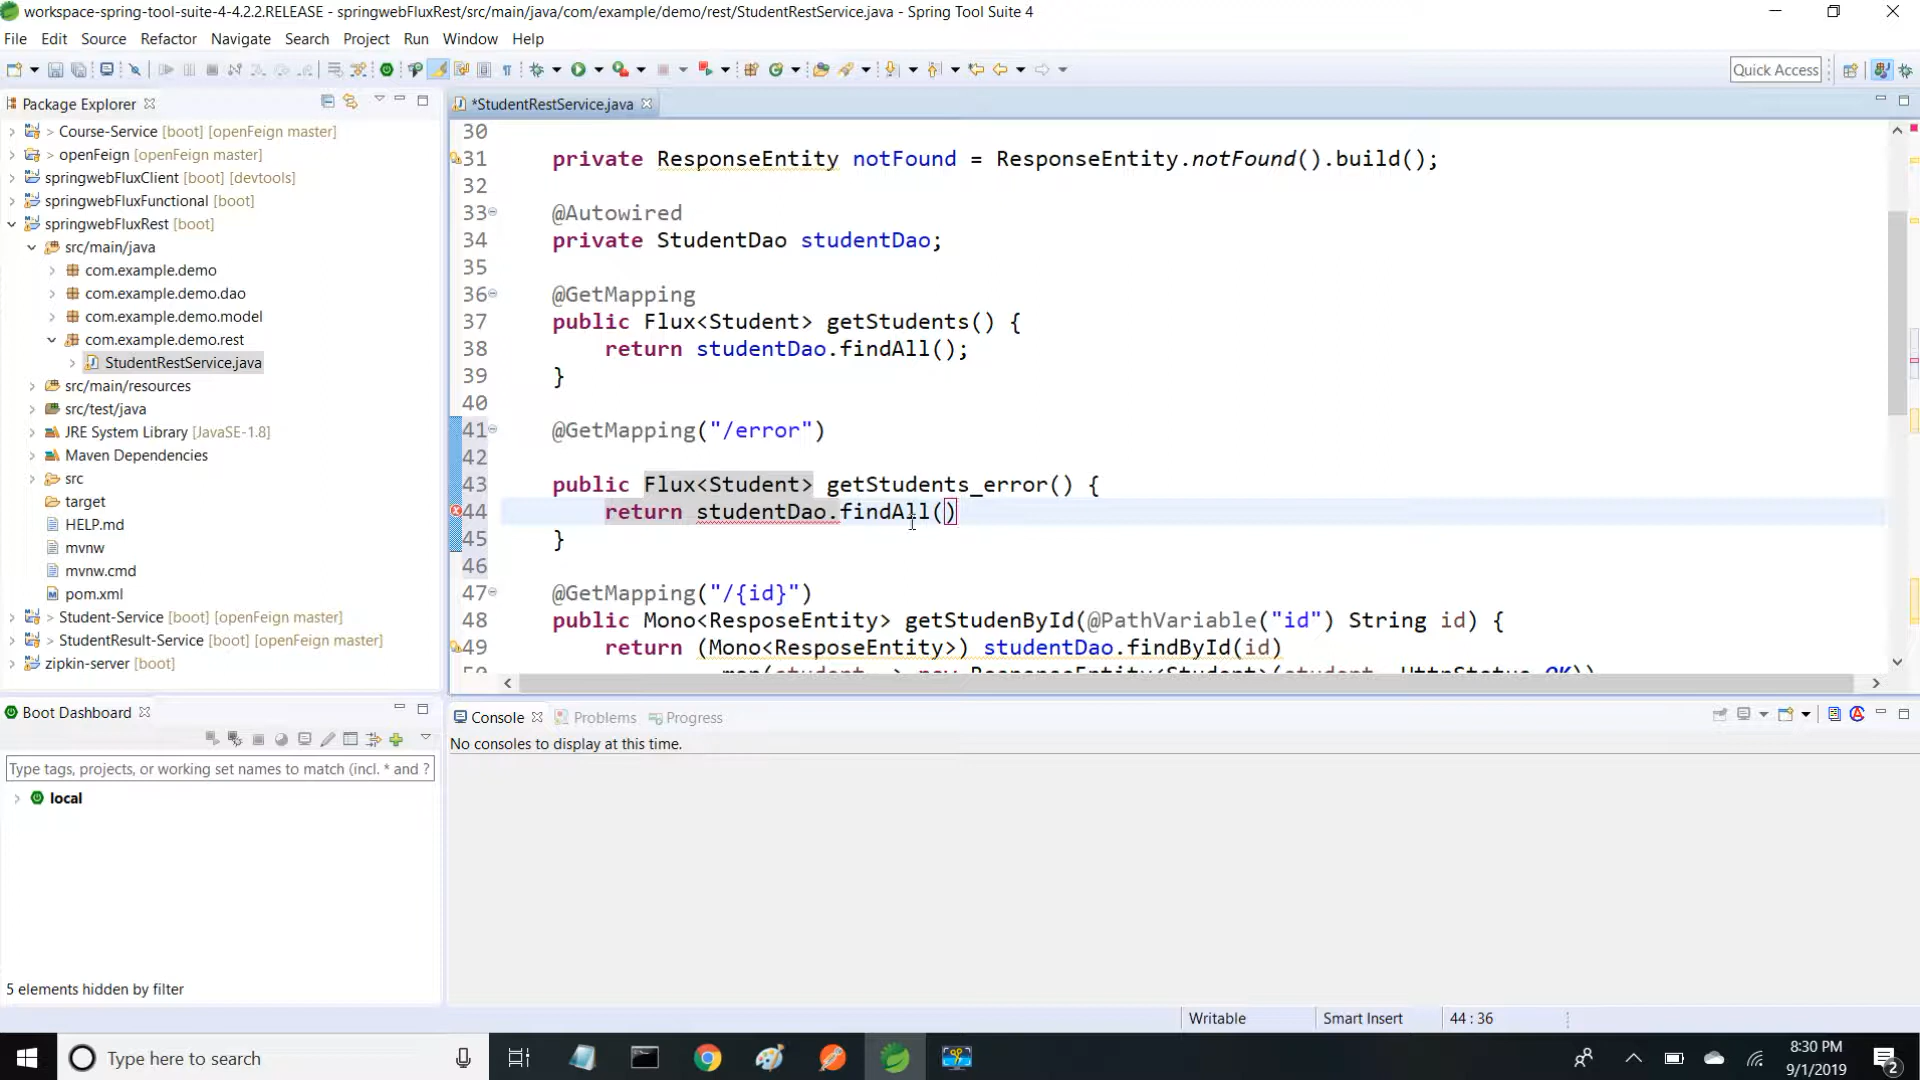 workspace-spring-tool-suite-4-4.2.2.RELEASE - springwebFluxRest/src/main/java/com/example/demo/rest/StudentRestService.java - Spring Tool Suite 4
File Edit Source Refactor Navigate Search Project Run Window Help
Quick Access
Package Explorer
> Course-Service [boot] [openFeign master]
> openFeign [openFeign master]
springwebFluxClient [boot] [devtools]
springwebFluxFunctional [boot]
springwebFluxRest [boot]
src/main/java
com.example.demo
com.example.demo.dao
com.example.demo.model
com.example.demo.rest
StudentRestService.java
src/main/resources
src/test/java
JRE System Library [JavaSE-1.8]
Maven Dependencies
src
target
HELP.md
mvnw
mvnw.cmd
pom.xml
> Student-Service [boot] [openFeign master]
> StudentResult-Service [boot] [openFeign master]
zipkin-server [boot]
*StudentRestService.java
30
31 private ResponseEntity notFound = ResponseEntity.notFound().build();
32
33 @Autowired
34 private StudentDao studentDao;
35
36 @GetMapping
37 public Flux<Student> getStudents() {
38 return studentDao.findAll();
39 }
40
41 @GetMapping("/error")
42
43 public Flux<Student> getStudents_error() {
44 return studentDao.findAll()
45 }
46
47 @GetMapping("/{id}")
48 public Mono<ResposeEntity> getStudenById(@PathVariable("id") String id) {
49 return (Mono<ResposeEntity>) studentDao.findById(id)
Boot Dashboard
Type tags, projects, or working set names to match (incl. * and ?
local
5 elements hidden by filter
Console Problems Progress
No consoles to display at this time.
Writable Smart Insert 44 : 36
Type here to search
8:30 PM
9/1/2019
2